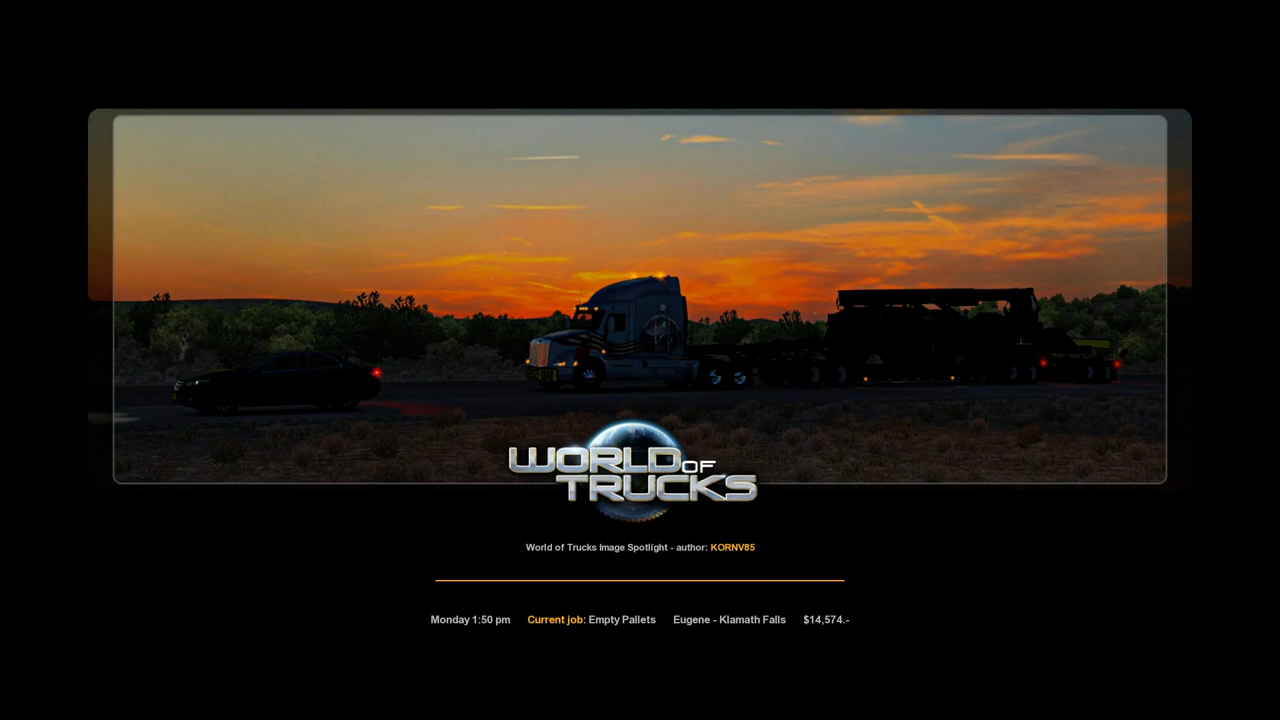 WORLD OF
TRUCKS
World of Trucks Image Spotlight - author: KORNV85
Monday 1:50 pm Current job: Empty Pallets Eugene - Klamath Falls $14,574.-